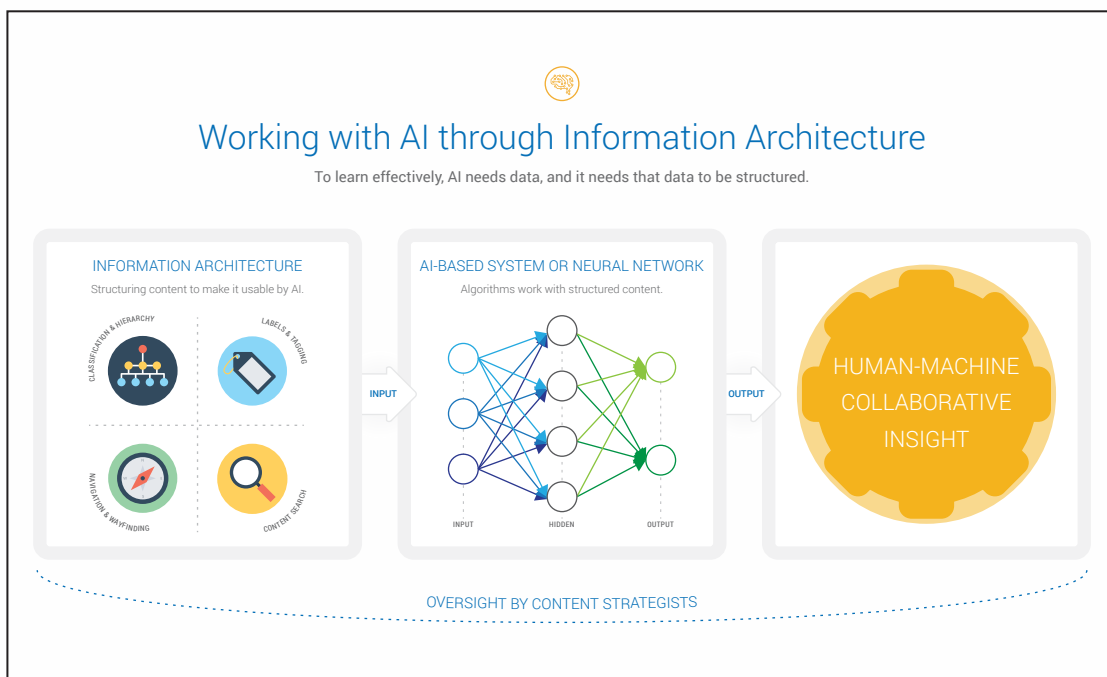 Working with AI through Information Architecture
To learn effectively, AI needs data, and it needs that data to be structured.
INFORMATION ARCHITECTURE
Structuring content to make it usable by AI.
CLASSIFICATION & HIERARCHY
LABELS & TAGGING
NAVIGATION & WAYFINDING
CONTENT SEARCH
INPUT
AI-BASED SYSTEM OR NEURAL NETWORK
Algorithms work with structured content.
INPUT
HIDDEN
OUTPUT
OUTPUT
HUMAN-MACHINE
COLLABORATIVE
INSIGHT
OVERSIGHT BY CONTENT STRATEGISTS